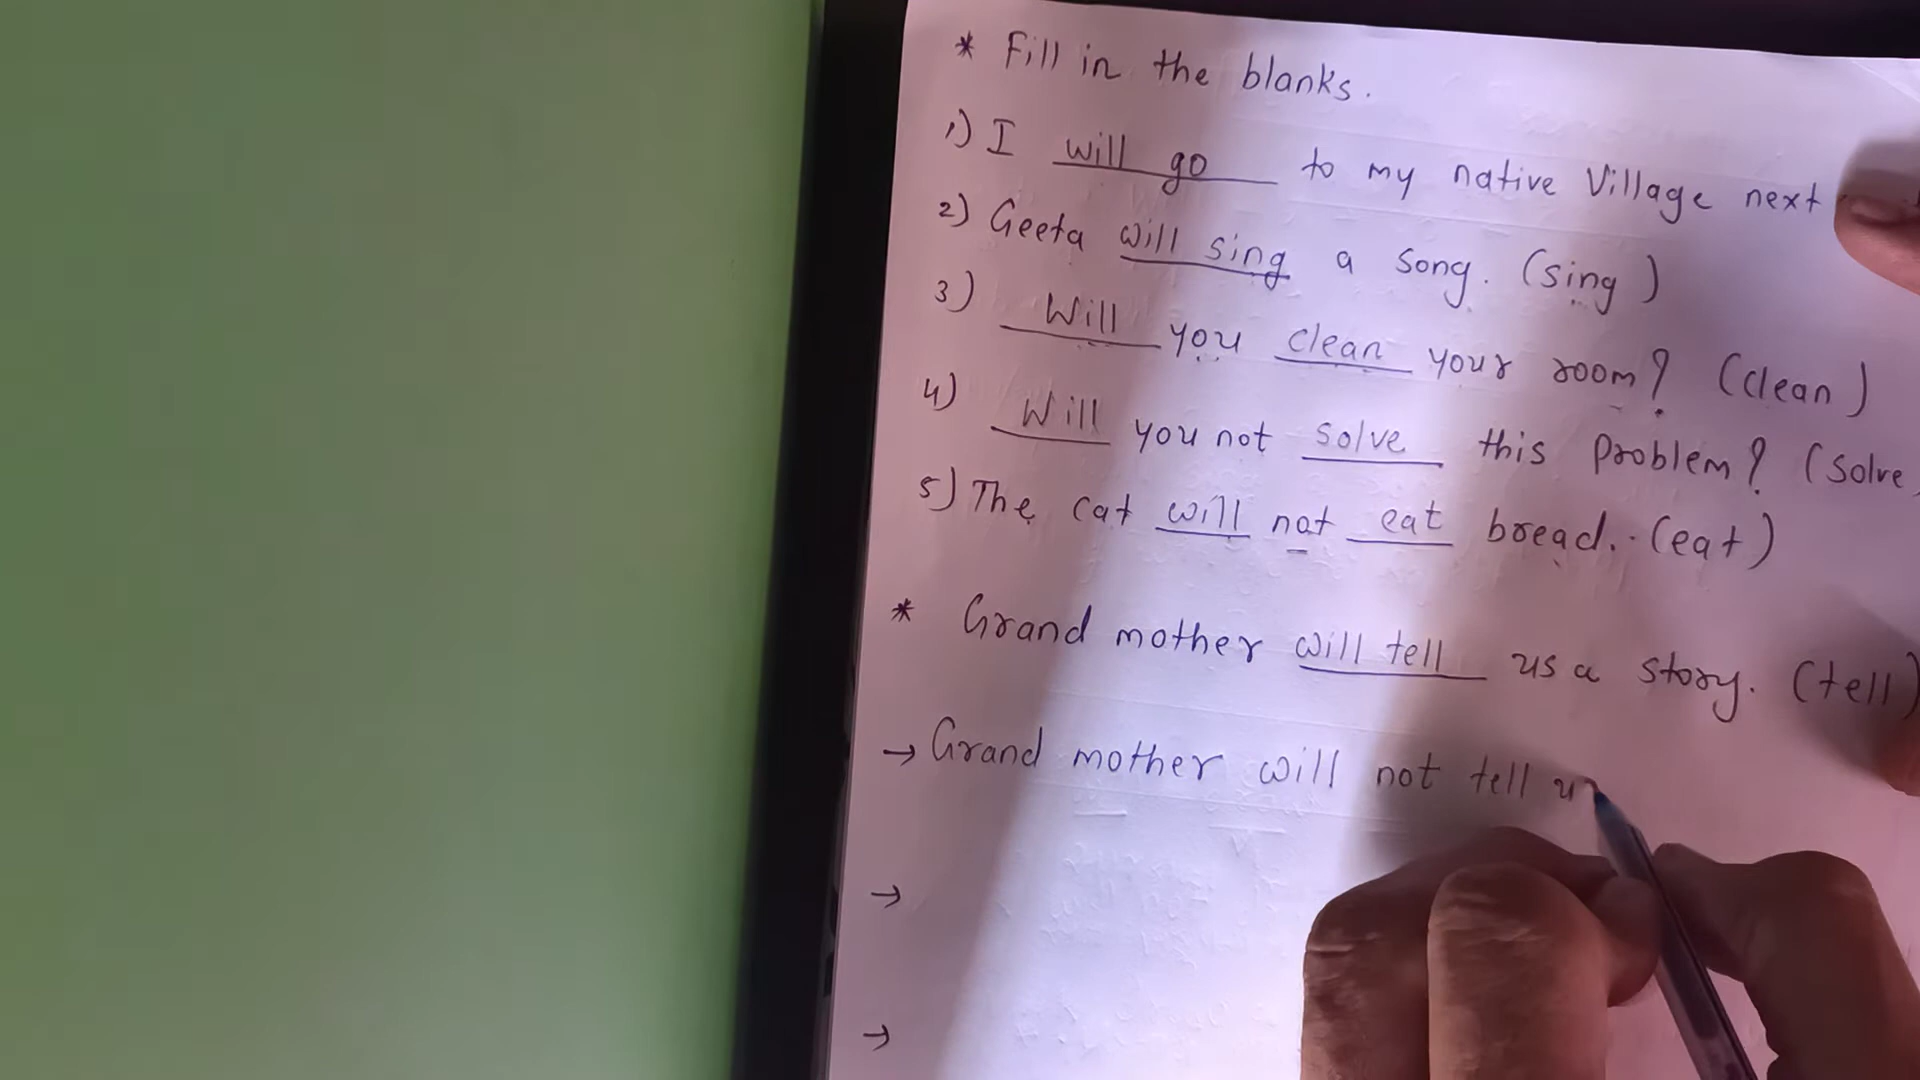 * Fill in the blanks.
1) I will go to my native Village next
2) Geeta will sing a song. (sing)
3) Will you clean your room? (clean)
4) Will you not solve this problem? (solve
5) The cat will not eat bread. (eat)
* Grand mother will tell us a story. (tell)
→ Grand mother will not tell
→
→